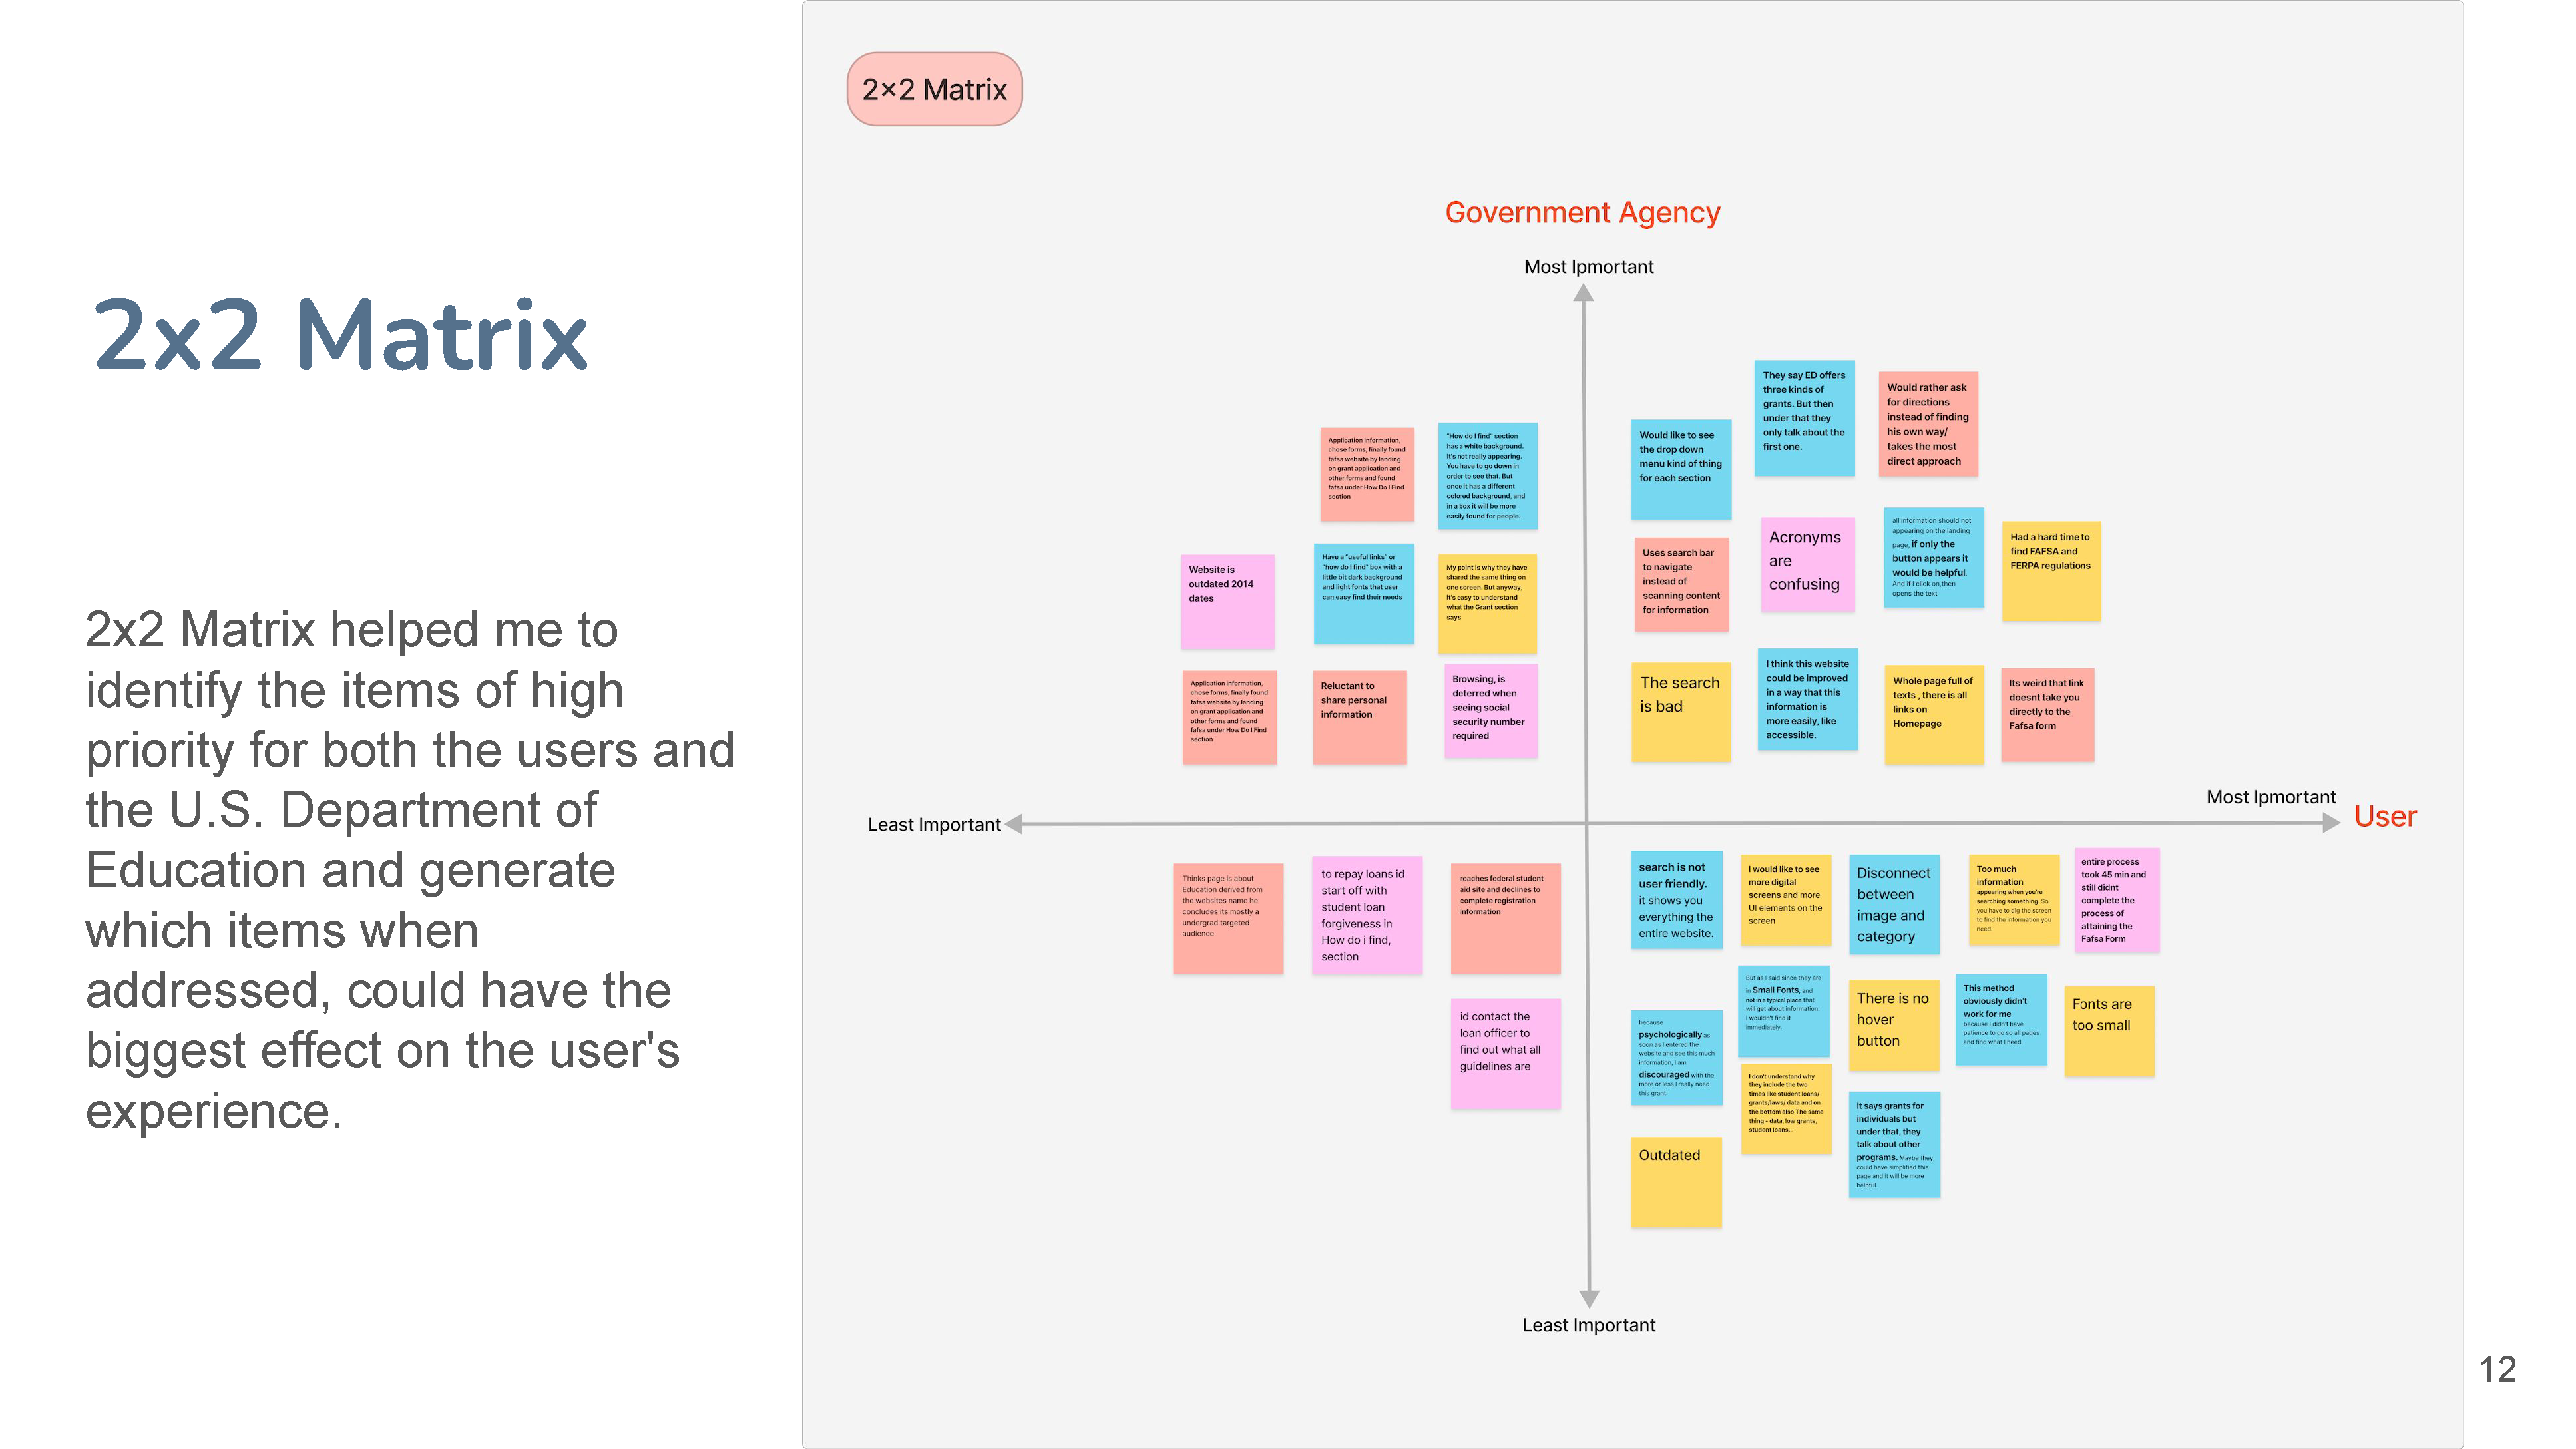 2x2 Matrix
2x2 Matrix helped me to
identify the items of high
priority for both the users and
the U.S. Department of
Education and generate
which items when
addressed, could have the
biggest effect on the user's
experience.
2×2 Matrix
Government Agency
Most Ipmortant
Application information,
chose forms, finally found
fafsa website by landing
on grant application and
other forms and found
fafsa under How Do I Find
section
"How do I find" section
has a white background.
It's not really appearing.
You have to go down in
order to see that. But
once it has a different
colored background, and
in a box it will be more
easily found for people.
Website is
outdated 2014
dates
Have a "useful links" or
"how do I find" box with a
little bit dark background
and light fonts that user
can easy find their needs
My point is why they have
shared the same thing on
one screen. But anyway,
it's easy to understand
what the Grant section
says
Application information,
chose forms, finally found
fafsa website by landing
on grant application and
other forms and found
fafsa under How Do I Find
section
Reluctant to
share personal
information
Browsing, is
deterred when
seeing social
security number
required
Would like to see
the drop down
menu kind of thing
for each section
They say ED offers
three kinds of
grants. But then
under that they
only talk about the
first one.
Would rather ask
for directions
instead of finding
his own way/
takes the most
direct approach
Uses search bar
to navigate
instead of
scanning content
for information
Acronyms
are
confusing
all information should not
appearing on the landing
page, if only the
button appears it
would be helpful.
And if I click on,then
opens the text
Had a hard time to
find FAFSA and
FERPA regulations
The search
is bad
I think this website
could be improved
in a way that this
information is
more easily, like
accessible.
Whole page full of
texts , there is all
links on
Homepage
Its weird that link
doesnt take you
directly to the
Fafsa form
Least Important
Most Ipmortant
User
Thinks page is about
Education derived from
the websites name he
concludes its mostly a
undergrad targeted
audience
to repay loans id
start off with
student loan
forgiveness in
How do i find,
section
reaches federal student
aid site and declines to
complete registration
information
id contact the
loan officer to
find out what all
guidelines are
search is not
user friendly.
it shows you
everything the
entire website.
I would like to see
more digital
screens and more
UI elements on the
screen
Disconnect
between
image and
category
Too much
information
appearing when you're
searching something. So
you have to dig the screen
to find the information you
need.
entire process
took 45 min and
still didnt
complete the
process of
attaining the
Fafsa Form
because
psychologically as
soon as I entered the
website and see this much
information, I am
discouraged with the
more or less I really need
this grant.
But as I said since they are
in Small Fonts, and
not in a typical place that
will get about information.
I wouldn't find it
immediately.
There is no
hover
button
This method
obviously didn't
work for me
because I didn't have
patience to go so all pages
and find what I need
Fonts are
too small
I don't understand why
they include the two
times like student loans/
grants/laws/ data and on
the bottom also The same
thing - data, low grants,
student loans...
It says grants for
individuals but
under that, they
talk about other
programs. Maybe they
could have simplified this
page and it will be more
helpful.
Outdated
Least Important
12